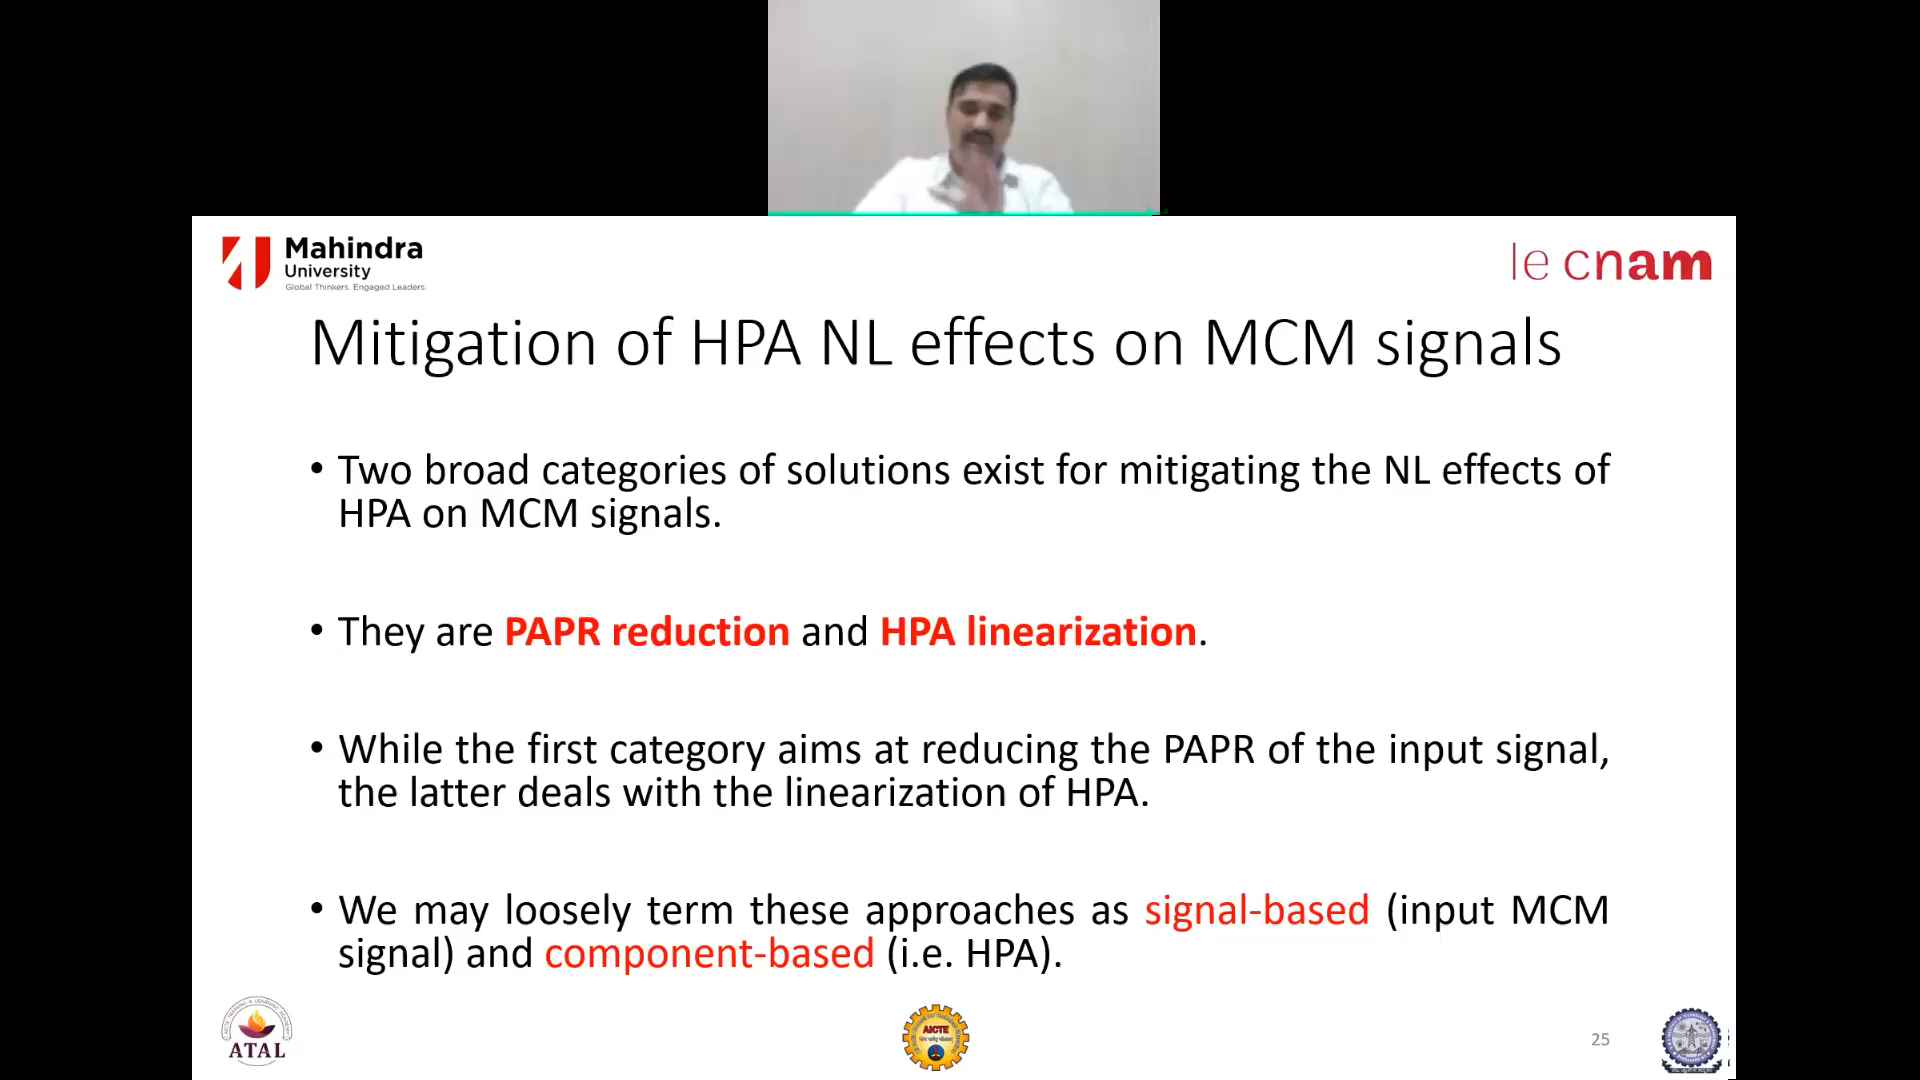 Mahindra
University
Global Thinkers. Engaged Leaders.
le cnam
Mitigation of HPA NL effects on MCM signals
• Two broad categories of solutions exist for mitigating the NL effects of
HPA on MCM signals.
• They are PAPR reduction and HPA linearization.
• While the first category aims at reducing the PAPR of the input signal,
the latter deals with the linearization of HPA.
• We may loosely term these approaches as signal-based (input MCM
signal) and component-based (i.e. HPA).
ATAL
AICTE
25